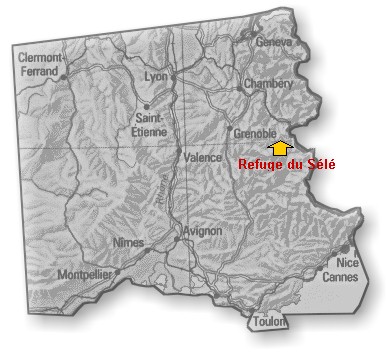 Geneva
Clermont-
Ferrand
Lyon
Chambéry
Saint-
Étienne
Grenoble
Valence
Refuge du Sélé
Rhône
Avignon
Nîmes
Nice
Montpellier
Cannes
Toulon